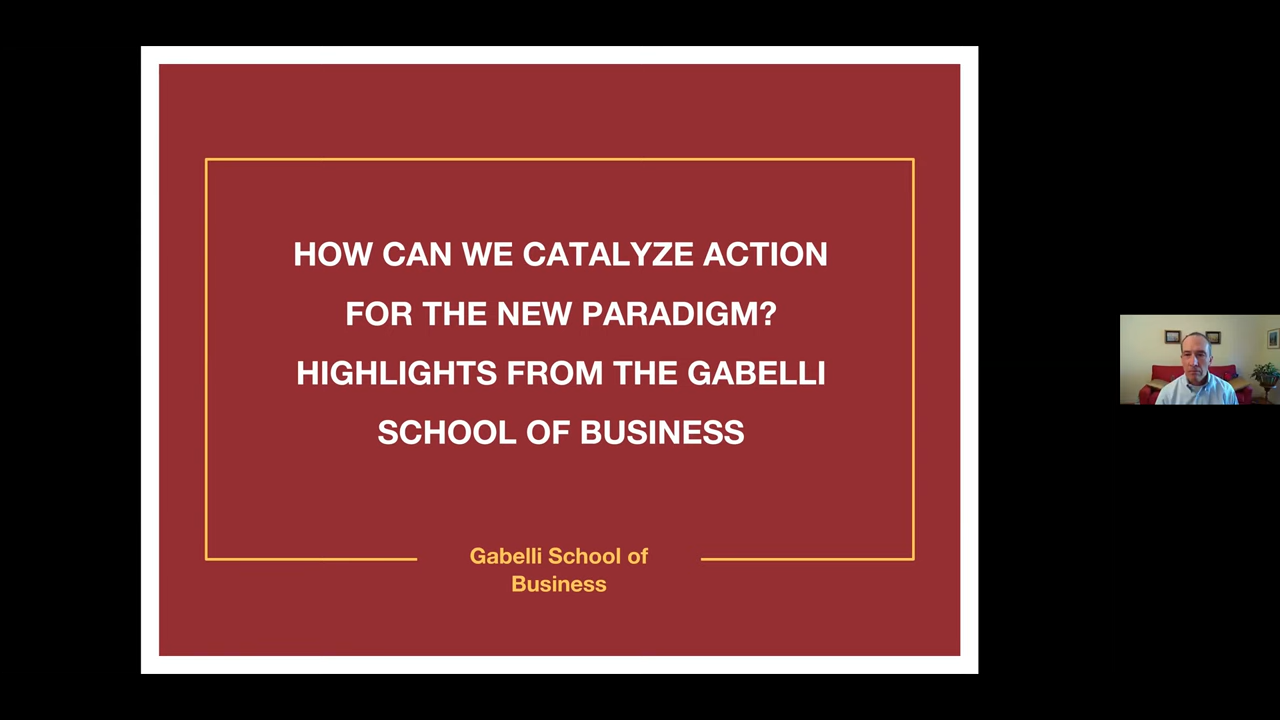 HOW CAN WE CATALYZE ACTION
FOR THE NEW PARADIGM?
HIGHLIGHTS FROM THE GABELLI
SCHOOL OF BUSINESS
Gabelli School of
Business